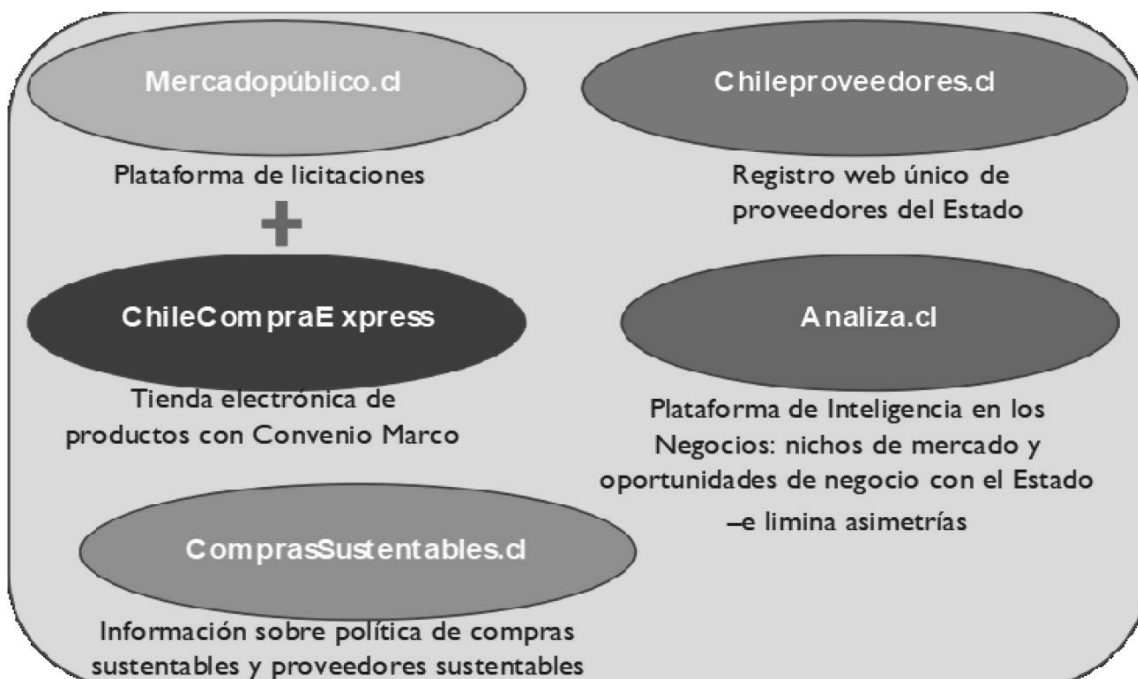 Mercadopúblico.cl
Plataforma de licitaciones
+
ChileCompraExpress
Tienda electrónica de
productos con Convenio Marco
Chileproveedores.cl
Registro web único de
proveedores del Estado
Analiza.cl
Plataforma de Inteligencia en los
Negocios: nichos de mercado y
oportunidades de negocio con el Estado
–e limina asimetrías
ComprasSustentables.cl
Información sobre política de compras
sustentables y proveedores sustentables